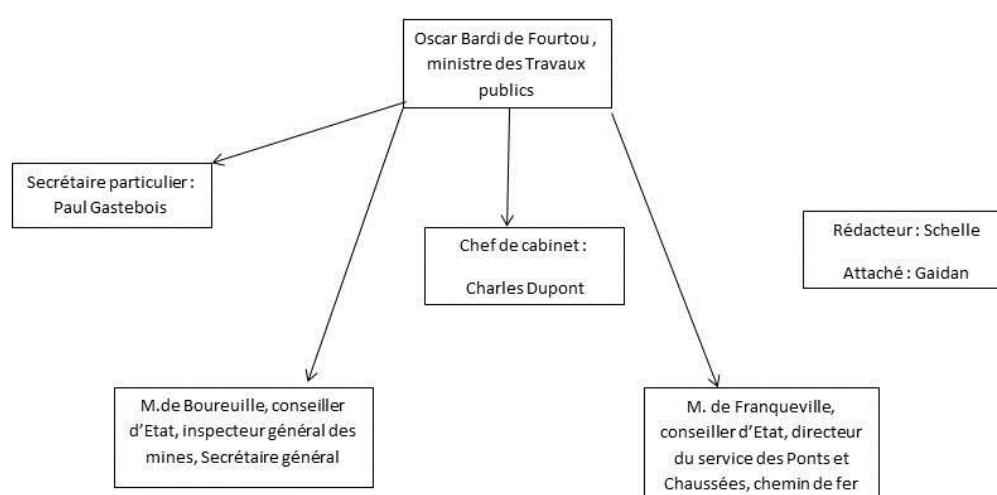 Oscar Bardi de Fourtou ,
ministre des Travaux
publics
Secrétaire particulier :
Paul Gastebois
Chef de cabinet :
Charles Dupont
Rédacteur : Schelle
Attaché : Gaidan
M.de Boureuille, conseiller
d’Etat, inspecteur général des
mines, Secrétaire général
M. de Franqueville,
conseiller d’Etat, directeur
du service des Ponts et
Chaussées, chemin de fer